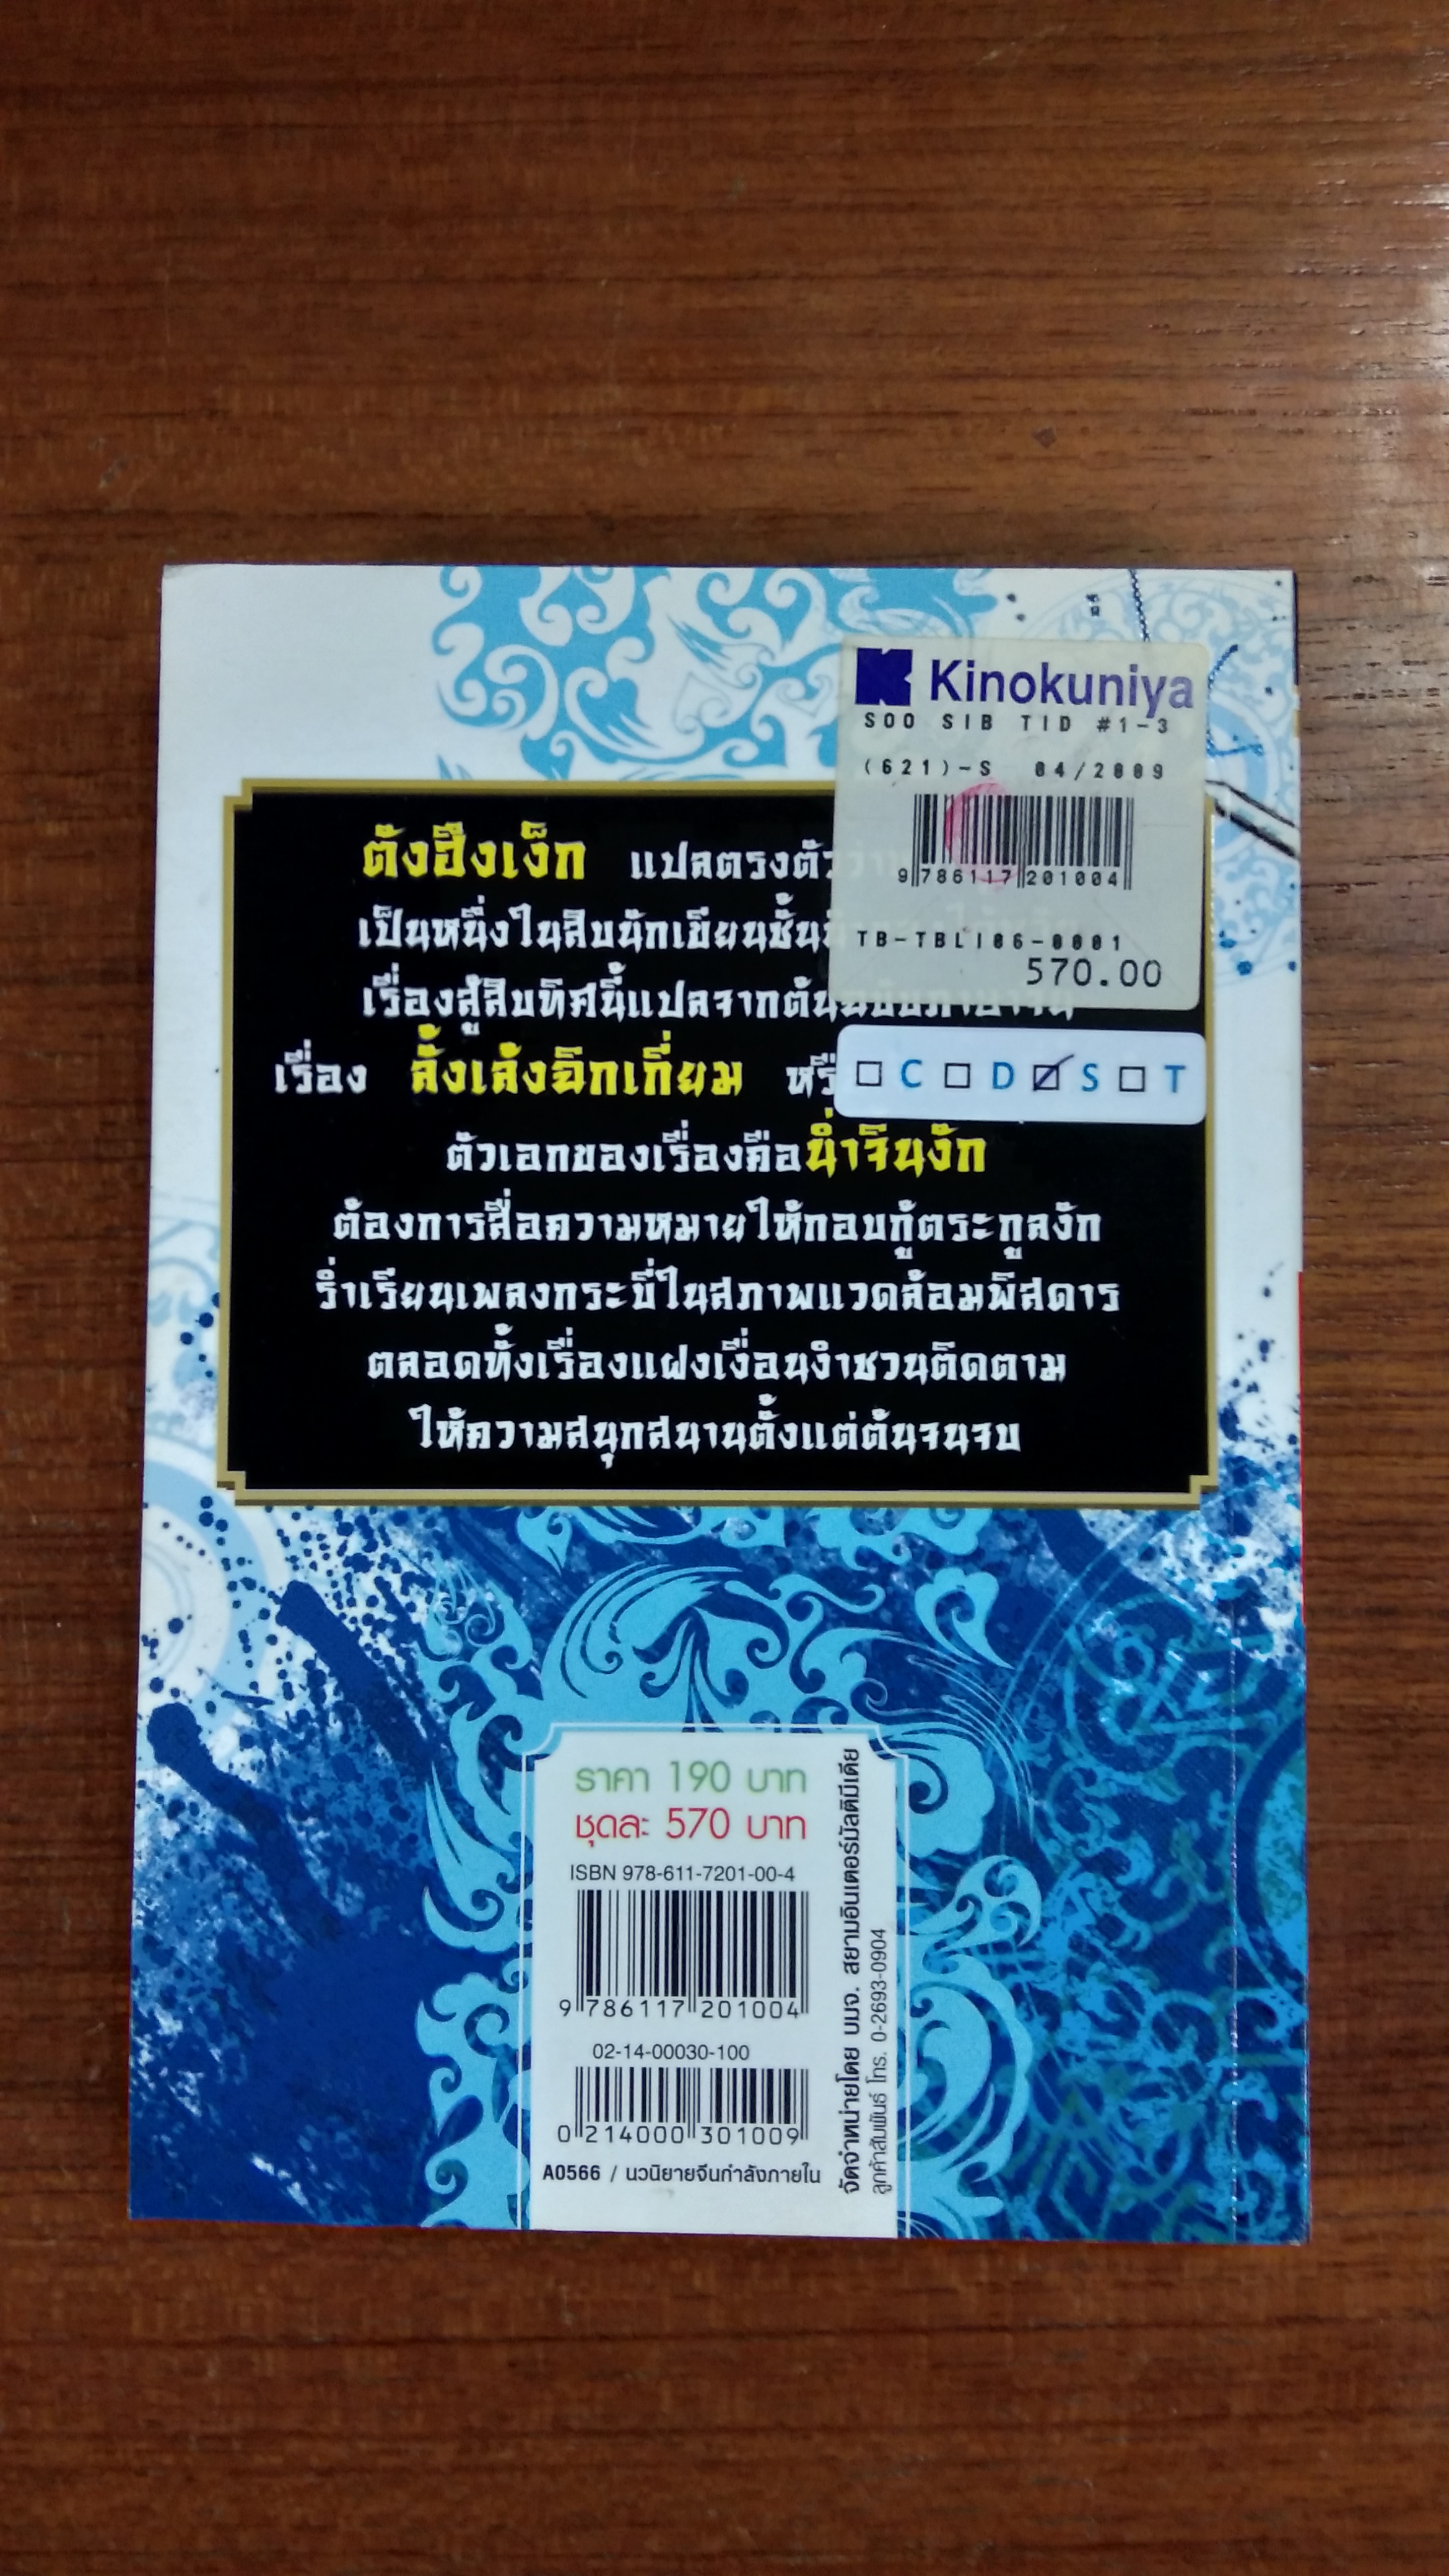 Kinokuniya
SOO SIB TID #1-3
(621)-S 04/2009
9 786117 201004
TB-TBLI06-0001
570.00
ตังฮึงเง็ก แปลตรงตัว
เป็นหนึ่งในสิบนักเขียนชั้น
เรื่องสู้สิบทิศนี้แปลจากต้นฉบับภาษาจีน
เรื่อง ลั้งเล้งฉิกเกี่ยม
C D S T
ตัวเอกของเรื่องคือน่ำจินงัก
ต้องการสื่อความหมายให้กอบกู้ตระกูลงัก
ร่ำเรียนเพลงกระบี่ในสภาพแวดล้อมพิสดาร
ตลอดทั้งเรื่องแฝงเงื่อนงำชวนติดตาม
ให้ความสนุกสนานตั้งแต่ต้นจนจบ
ราคา 190 บาท
ชุดละ 570 บาท
ISBN 978-611-7201-00-4
9 786117 201004
02-14-00030-100
0 214000 301009
A0566 / นวนิยายจีนกำลังภายใน
จัดจำหน่ายโดย บมจ. สยามอินเตอร์มัลติมีเดีย
ลูกค้าสัมพันธ์ โทร. 0-2693-0904